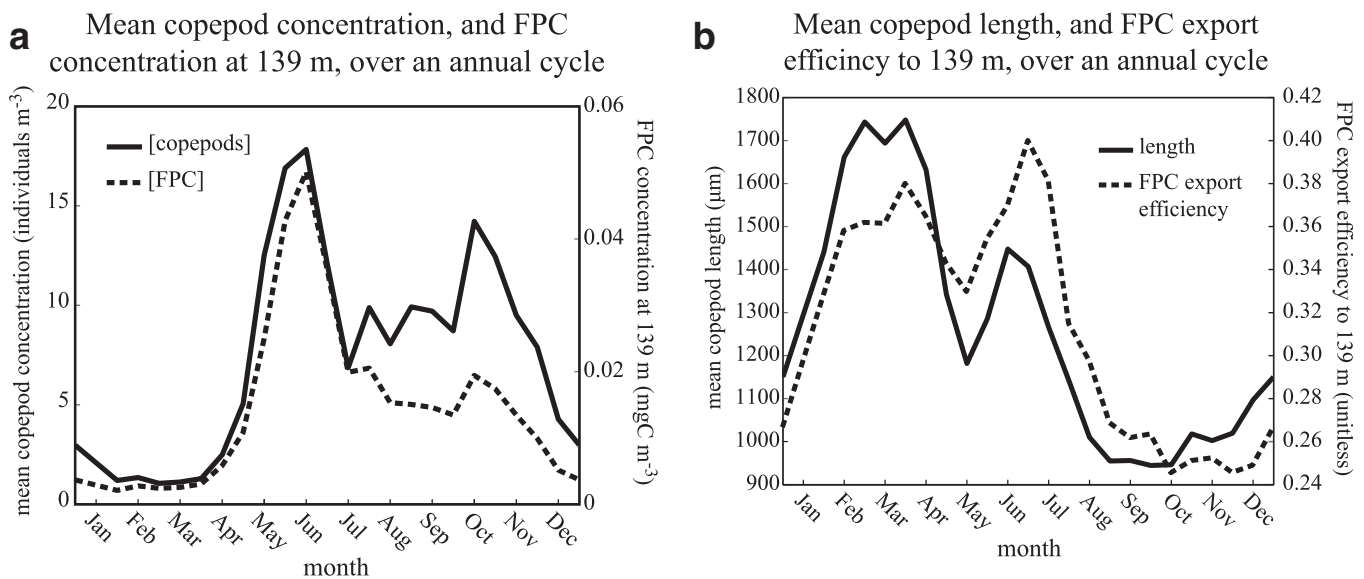 a
Mean copepod concentration, and FPC
concentration at 139 m, over an annual cycle
mean copepod concentration (individuals m-3)
20
15
10
5
0
[copepods]
[FPC]
0.06
0.04
0.02
0
FPC concentration at 139 m (mgC m-3)
Jan Feb Mar Apr May Jun Jul Aug Sep Oct Nov Dec
month
b
Mean copepod length, and FPC export
efficincy to 139 m, over an annual cycle
mean copepod length (μm)
1800
1700
1600
1500
1400
1300
1200
1100
1000
900
length
FPC export
efficiency
0.42
0.40
0.38
0.36
0.34
0.32
0.30
0.28
0.26
0.24
FPC export efficiency to 139 m (unitless)
Jan Feb Mar Apr May Jun Jul Aug Sep Oct Nov Dec
month